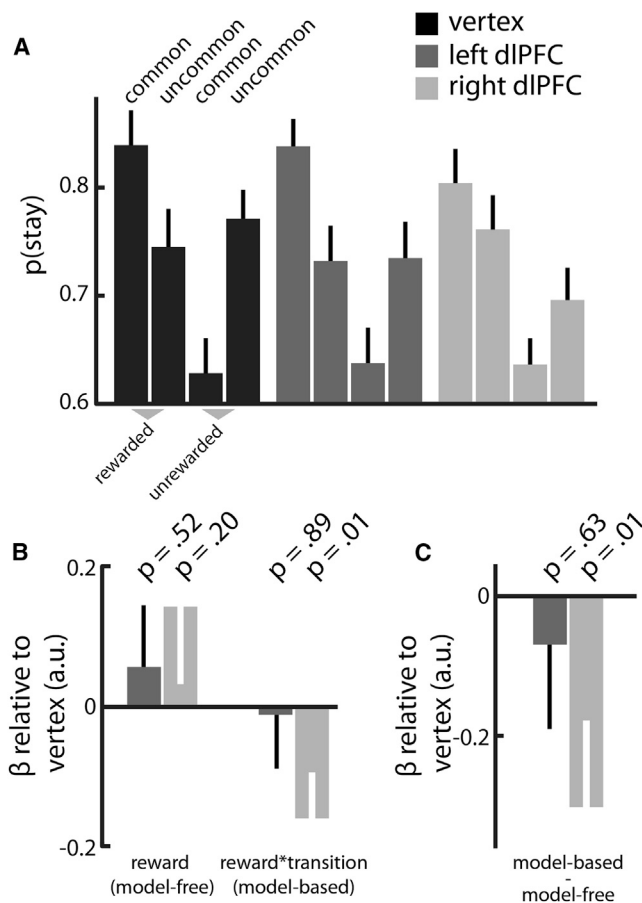 A
common
uncommon
common
uncommon
vertex
left dlPFC
right dlPFC
p(stay)
0.8
0.7
0.6
rewarded
unrewarded
B
p = .52
p = .20
p = .89
p = .01
β relative to
vertex (a.u.)
0.2
0
-0.2
reward
(model-free)
reward*transition
(model-based)
C
p = .63
p = .01
β relative to
vertex (a.u.)
0
-0.2
model-based
-
model-free